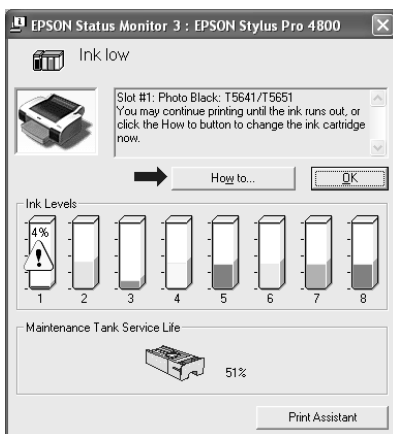 EPSON Status Monitor 3 : EPSON Stylus Pro 4800
Ink low
Slot #1: Photo Black: T5641/T5651
You may continue printing until the ink runs out, or
click the How to button to change the ink cartridge
now.
How to...
OK
Ink Levels
4%
1 2 3 4 5 6 7 8
Maintenance Tank Service Life
51%
Print Assistant